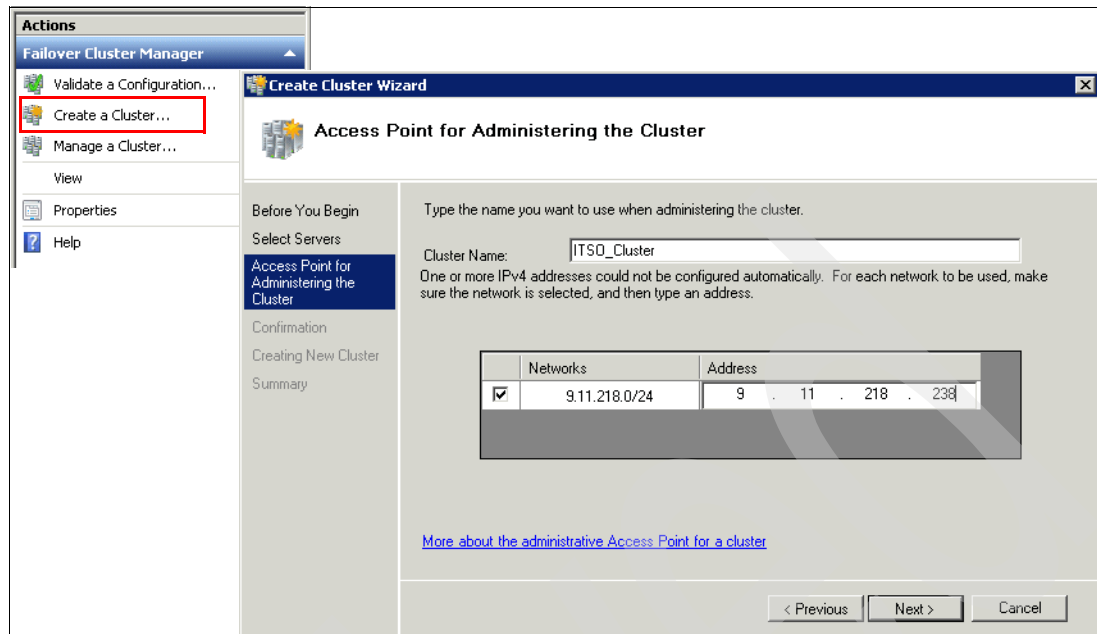 Actions
Failover Cluster Manager
Validate a Configuration...
Create a Cluster...
Manage a Cluster...
View
Properties
Help
Create Cluster Wizard
Access Point for Administering the Cluster
Before You Begin
Select Servers
Access Point for
Administering the
Cluster
Confirmation
Creating New Cluster
Summary
Type the name you want to use when administering the cluster.
Cluster Name: ITSO_Cluster
One or more IPv4 addresses could not be configured automatically. For each network to be used, make
sure the network is selected, and then type an address.
Networks Address
9.11.218.0/24 9 . 11 . 218 . 238
More about the administrative Access Point for a cluster
< Previous Next > Cancel